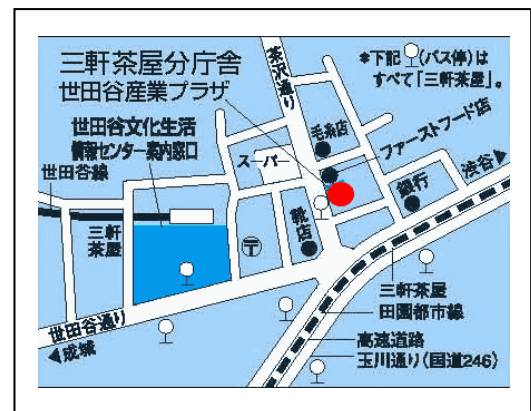 三軒茶屋分庁舎
世田谷産業プラザ
茶沢通り
*下記 (バス停)は
すべて「三軒茶屋」。
世田谷文化生活
情報センター案内窓口
世田谷線
スーパー
毛糸店
ファーストフード店
渋谷
銀行
三軒
茶屋
〒
靴店
三軒茶屋
田園都市線
世田谷通り
成城
高速道路
玉川通り(国道246)